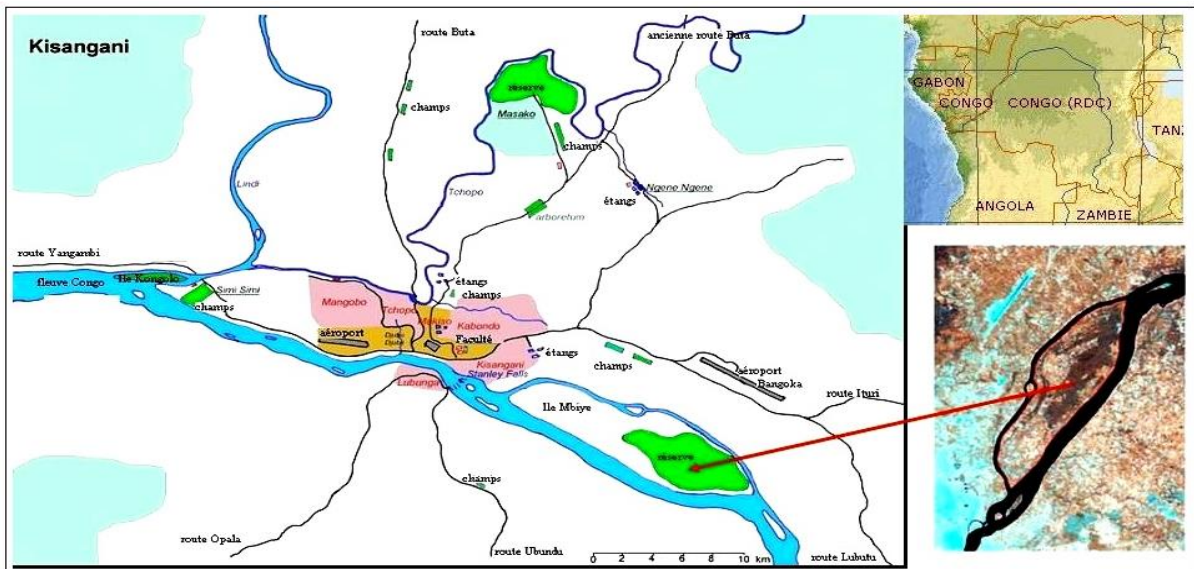 Kisangani
route Buta
ancienne route Buta
réserve
Masako
champs
champs
Lindi
Tchopo
Ngene Ngene
étangs
arboretum
route Yangambi
fleuve Congo
Ile Kongolo
Simi Simi
champs
étangs
champs
Mangobo
Tchopo
Makiso
Kabondo
aéroport
Faculté
étangs
Kisangani
Stanley Falls
Lubunga
champs
aéroport
Bangoka
route Ituri
Ile Mbiye
réserve
champs
route Opala
route Ubundu
route Lubutu
0 2 4 6 8 10
km
GABON
CONGO
CONGO (RDC)
TANZ
ANGOLA
ZAMBIE